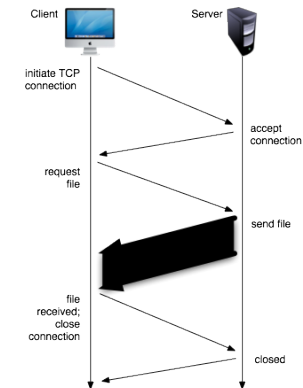 Client
Server
initiate TCP
connection
accept
connection
request
file
send file
file
received;
close
connection
closed